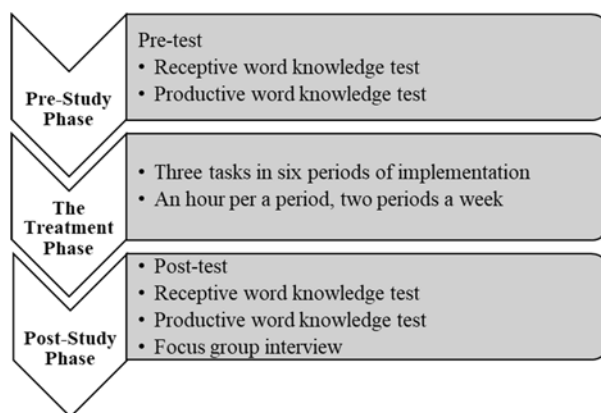 Pre-Study
Phase
Pre-test
• Receptive word knowledge test
• Productive word knowledge test
The
Treatment
Phase
• Three tasks in six periods of implementation
• An hour per a period, two periods a week
Post-Study
Phase
• Post-test
• Receptive word knowledge test
• Productive word knowledge test
• Focus group interview